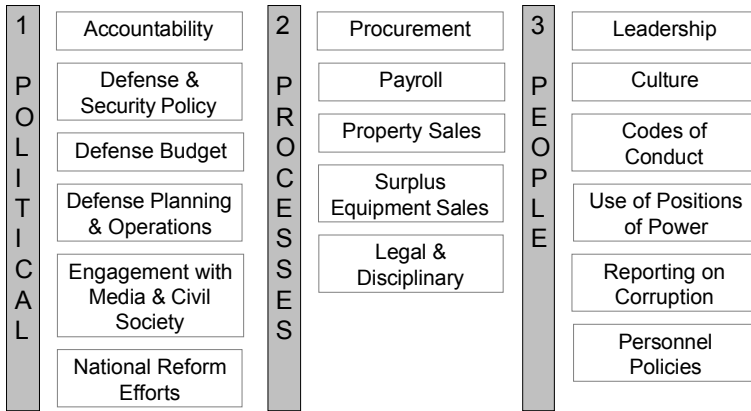 1
POLITICAL
Accountability
Defense &
Security Policy
Defense Budget
Defense Planning
& Operations
Engagement with
Media & Civil
Society
National Reform
Efforts
2
PROCESSES
Procurement
Payroll
Property Sales
Surplus
Equipment Sales
Legal &
Disciplinary
3
PEOPLE
Leadership
Culture
Codes of
Conduct
Use of Positions
of Power
Reporting on
Corruption
Personnel
Policies